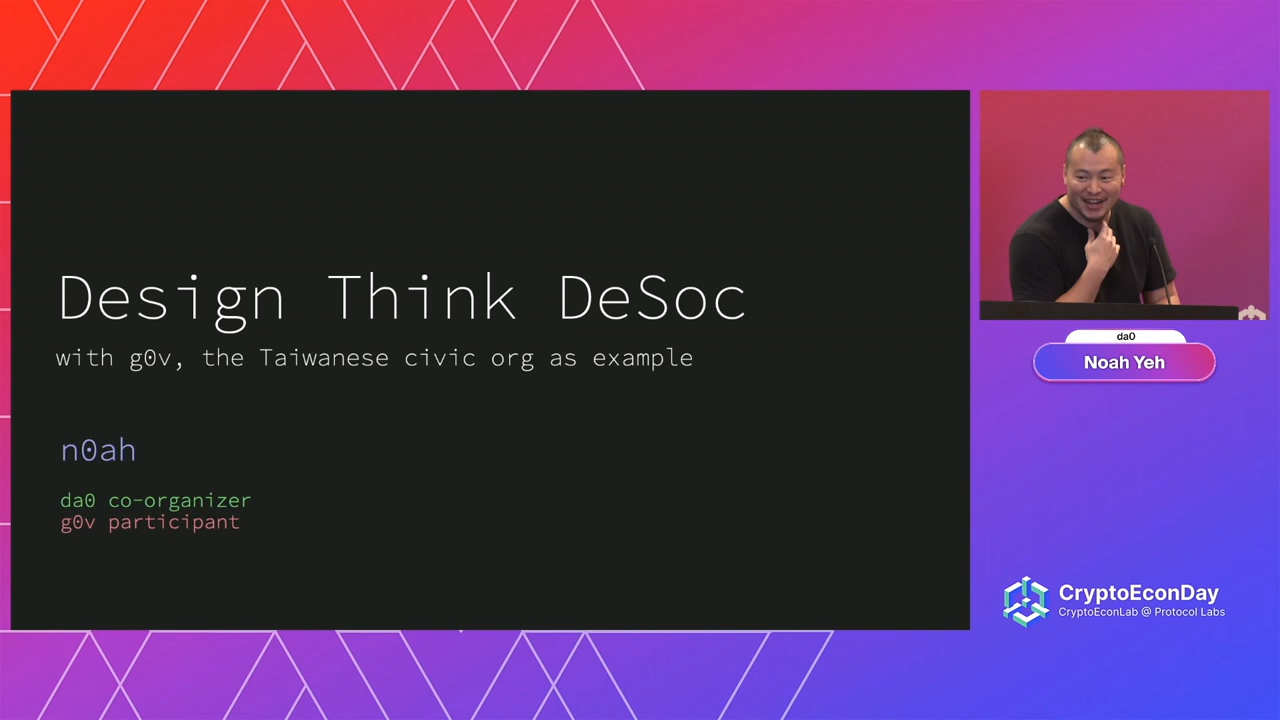 Design Think DeSoc
with g0v, the Taiwanese civic org as example
n0ah
da0 co-organizer
g0v participant
da0
Noah Yeh
CryptoEconDay
CryptoEconLab @ Protocol Labs